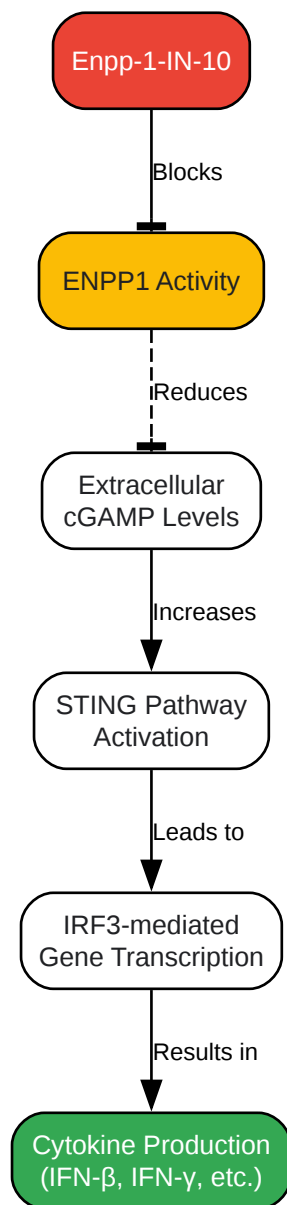 Enpp-1-IN-10
Blocks
ENPP1 Activity
Reduces
Extracellular
cGAMP Levels
Increases
STING Pathway
Activation
Leads to
IRF3-mediated
Gene Transcription
Results in
Cytokine Production
(IFN-β, IFN-γ, etc.)